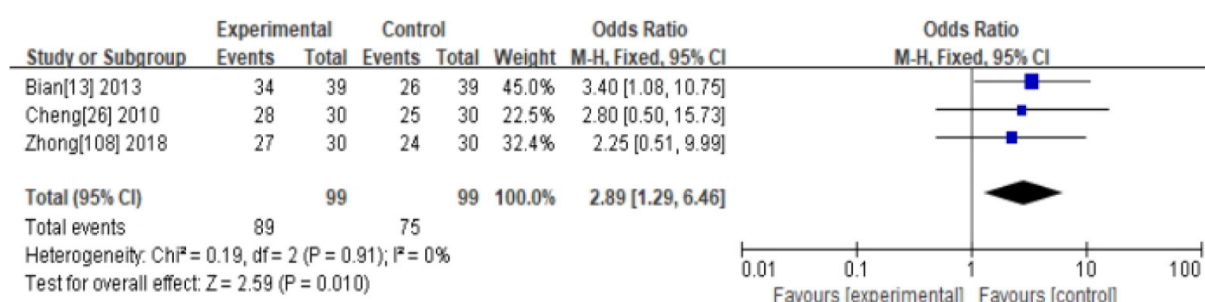 Experimental Control Odds Ratio Odds Ratio
Study or Subgroup Events Total Events Total Weight M-H, Fixed, 95% CI M-H, Fixed, 95% CI
Bian[13] 2013 34 39 26 39 45.0% 3.40 [1.08, 10.75]
Cheng[26] 2010 28 30 25 30 22.5% 2.80 [0.50, 15.73]
Zhong[108] 2018 27 30 24 30 32.4% 2.25 [0.51, 9.99]
Total (95% CI) 99 99 100.0% 2.89 [1.29, 6.46]
Total events 89 75
Heterogeneity: Chi² = 0.19, df = 2 (P = 0.91); I² = 0%
Test for overall effect: Z = 2.59 (P = 0.010)
0.01 0.1 1 10 100
Favours [experimental] Favours [control]